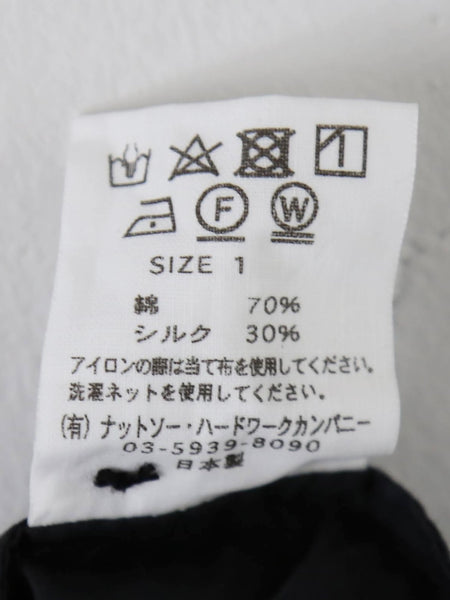 F W
SIZE 1
綿 70%
シルク 30%
アイロンの際は当て布を使用してください。
洗濯ネットを使用してください。
(有) ナットソー・ハードワークカンパニー
03-5939-8090
日本製